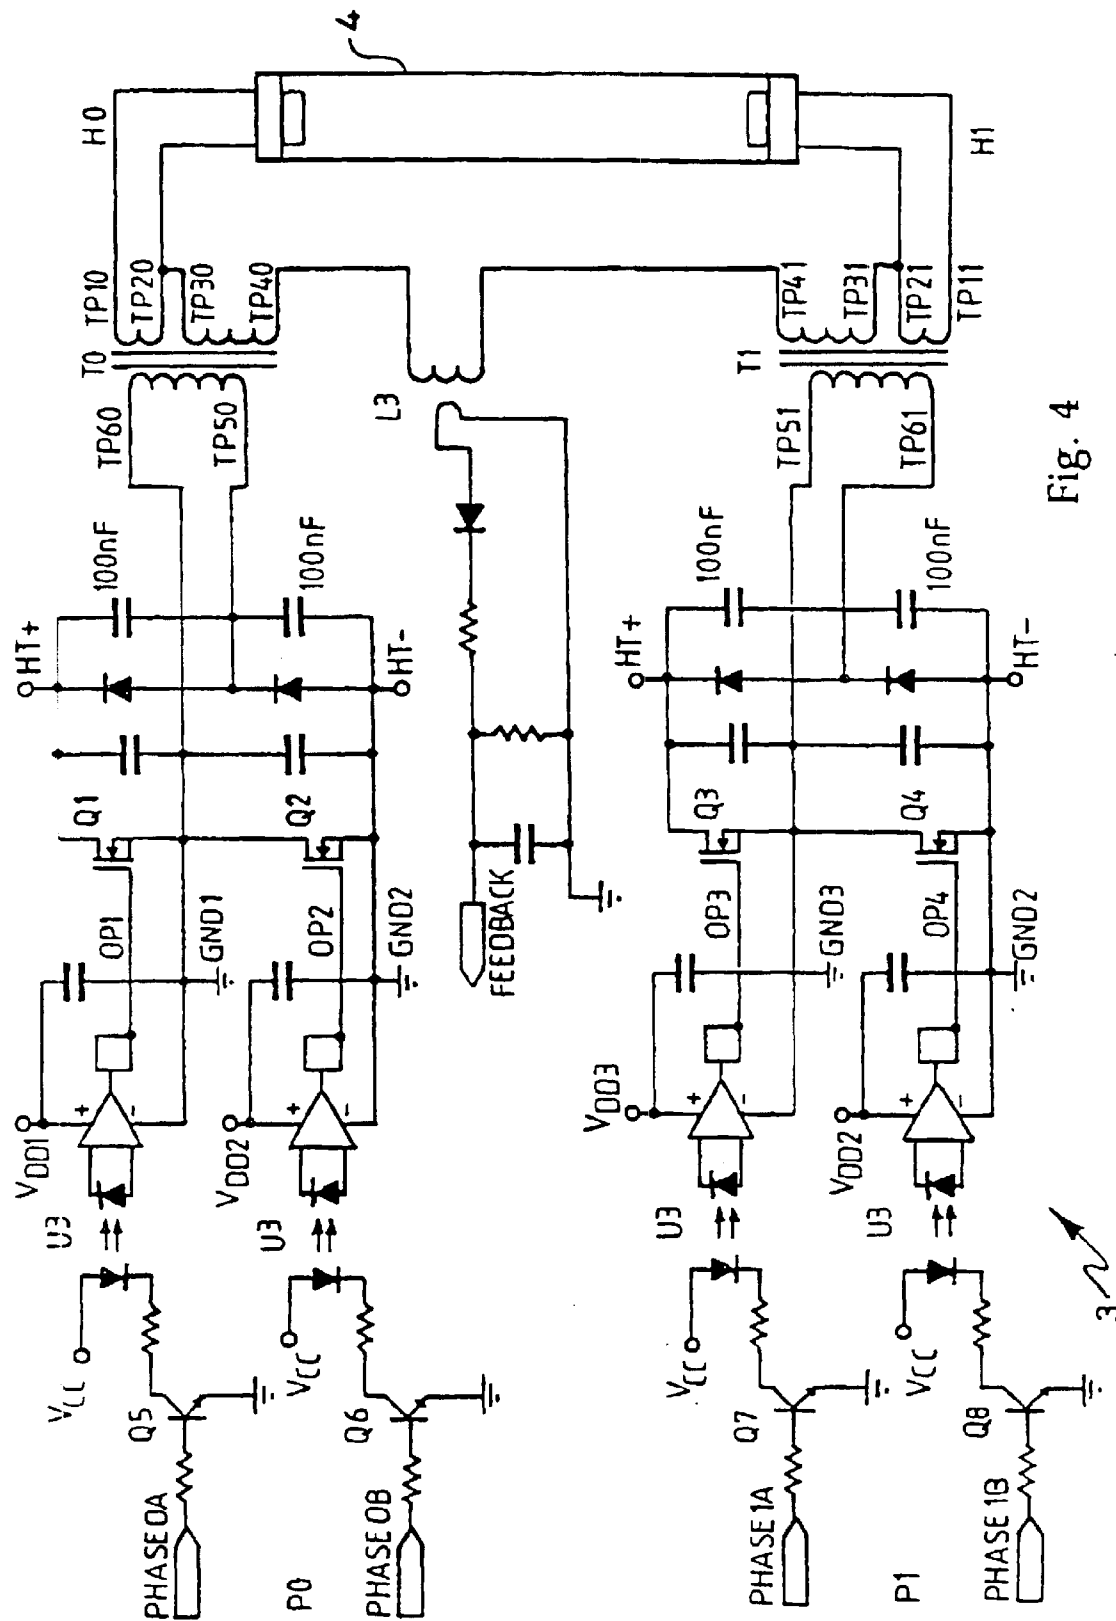 4
H0
H1
TP10
TP20
TP30
TP40
TP41
TP31
TP21
TP11
T0
T1
L3
TP60
TP50
TP51
TP61
Fig. 4
100nF
100nF
100nF
100nF
HT+
HT-
HT+
HT-
Q1
Q2
Q3
Q4
OP1
OP2
OP3
OP4
GND1
GND2
GND3
GND2
FEEDBACK
VDD1
VDD2
VDD3
VDD2
+
-
+
-
+
-
+
-
U3
U3
U3
U3
3
VCC
VCC
VCC
VCC
Q5
Q6
Q7
Q8
PHASE 0A
P0
PHASE 0B
PHASE 1A
P1
PHASE 1B